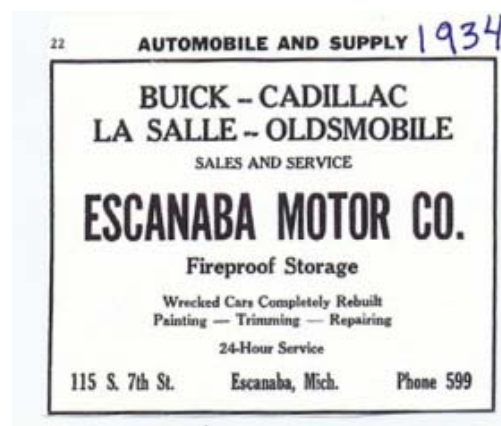 22 AUTOMOBILE AND SUPPLY 1934
BUICK – CADILLAC
LA SALLE – OLDSMOBILE
SALES AND SERVICE
ESCANABA MOTOR CO.
Fireproof Storage
Wrecked Cars Completely Rebuilt
Painting — Trimming — Repairing
24-Hour Service
115 S. 7th St. Escanaba, Mich. Phone 599